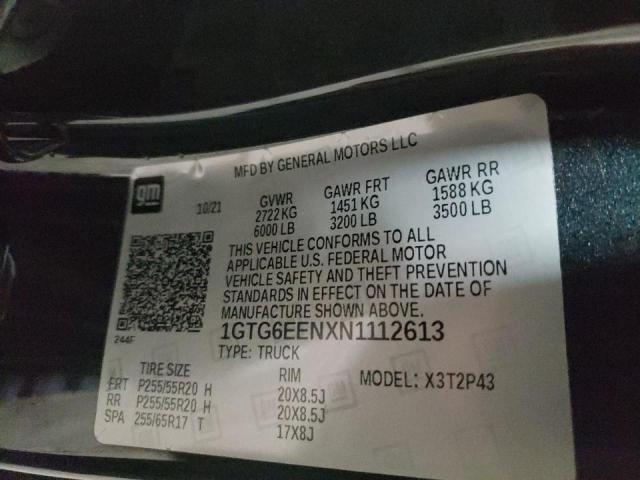 MFD BY GENERAL MOTORS LLC
gm
10/21
GVWR GAWR FRT GAWR RR
2722 KG 1451 KG 1588 KG
6000 LB 3200 LB 3500 LB
THIS VEHICLE CONFORMS TO ALL
APPLICABLE U.S. FEDERAL MOTOR
VEHICLE SAFETY AND THEFT PREVENTION
STANDARDS IN EFFECT ON THE DATE OF
MANUFACTURE SHOWN ABOVE.
1GTG6EENXN1112613
244F
TYPE: TRUCK
TIRE SIZE RIM MODEL: X3T2P43
FRT P255/55R20 H 20X8.5J
RR P255/55R20 H 20X8.5J
SPA 255/65R17 T 17X8J